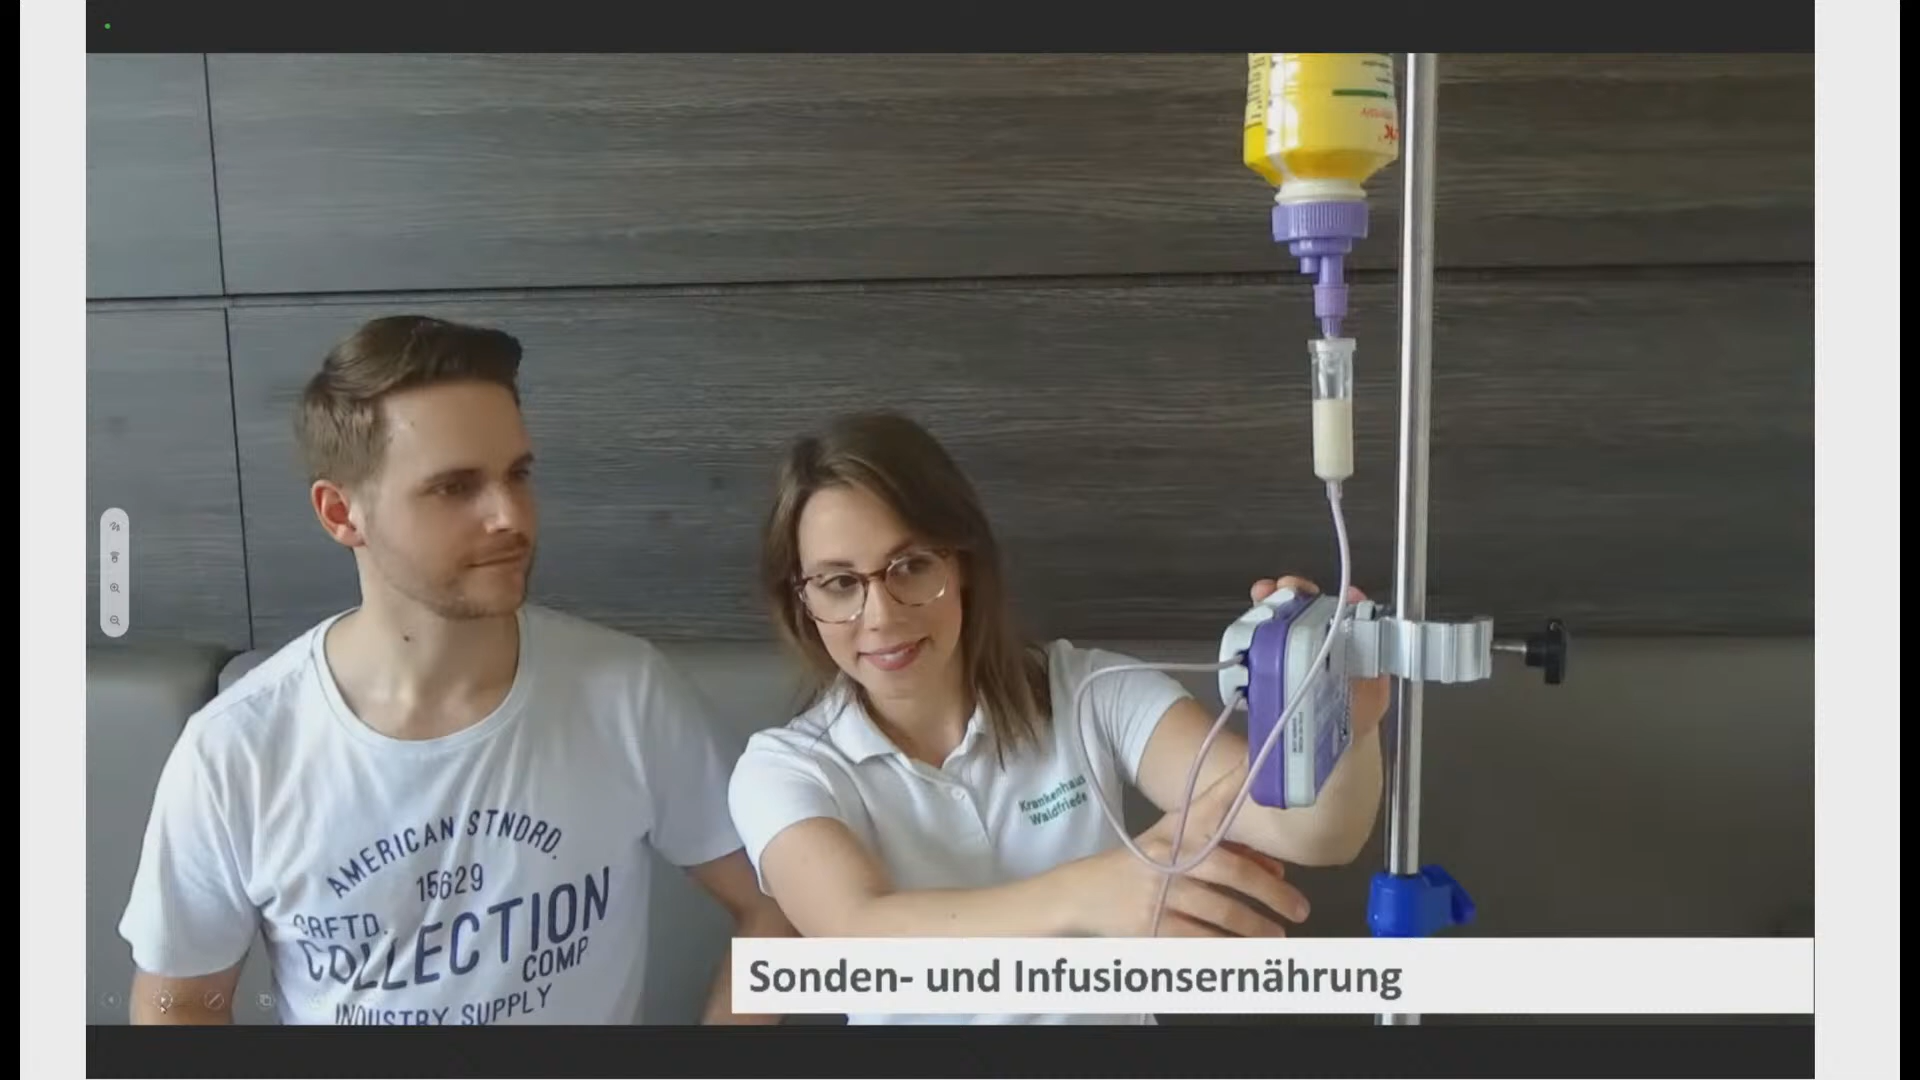 AMERICAN STNDRD.
15629
CRFTD.
COLLECTION
COMP
INDUSTRY SUPPLY
Krankenhaus
Waldfriede
Sonden- und Infusionsernährung